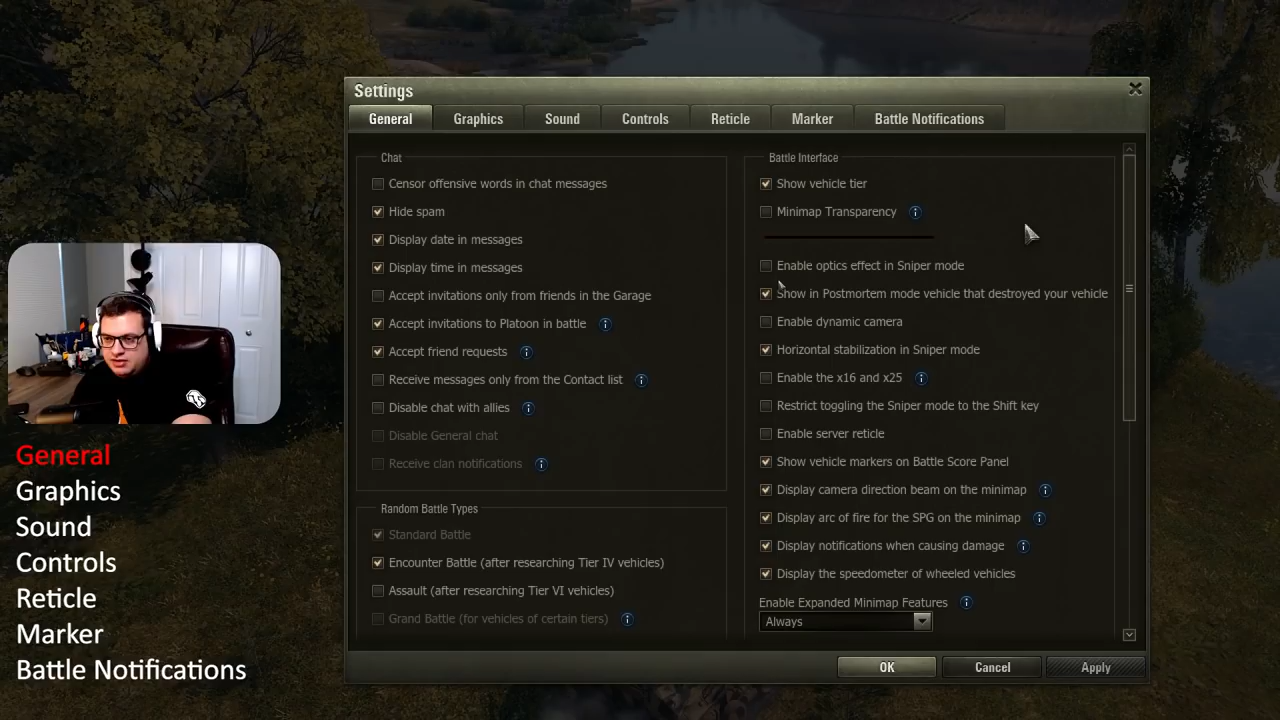 Settings
General
Graphics
Sound
Controls
Reticle
Marker
Battle Notifications
Chat
Censor offensive words in chat messages
Hide spam
Display date in messages
Display time in messages
Accept invitations only from friends in the Garage
Accept invitations to Platoon in battle
Accept friend requests
Receive messages only from the Contact list
Disable chat with allies
Disable General chat
Receive clan notifications
Random Battle Types
Standard Battle
Encounter Battle (after researching Tier IV vehicles)
Assault (after researching Tier VI vehicles)
Grand Battle (for vehicles of certain tiers)
Battle Interface
Show vehicle tier
Minimap Transparency
Enable optics effect in Sniper mode
Show in Postmortem mode vehicle that destroyed your vehicle
Enable dynamic camera
Horizontal stabilization in Sniper mode
Enable the x16 and x25
Restrict toggling the Sniper mode to the Shift key
Enable server reticle
Show vehicle markers on Battle Score Panel
Display camera direction beam on the minimap
Display arc of fire for the SPG on the minimap
Display notifications when causing damage
Display the speedometer of wheeled vehicles
Enable Expanded Minimap Features
Always
OK
Cancel
Apply
General
Graphics
Sound
Controls
Reticle
Marker
Battle Notifications